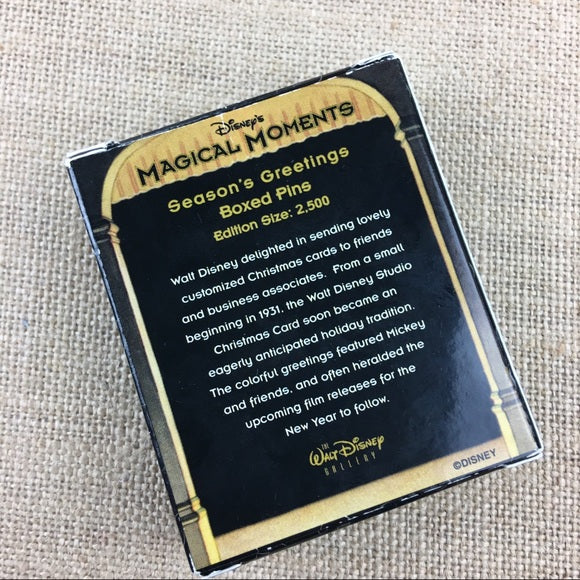 Disney's
Magical Moments
Season's Greetings
Boxed Pins
Edition Size: 2,500
Walt Disney delighted in sending lovely
customized Christmas cards to friends
and business associates. From a small
beginning in 1931, the Walt Disney Studio
Christmas Card soon became an
eagerly anticipated holiday tradition.
The colorful greetings featured Mickey
and friends, and often heralded the
upcoming film releases for the
New Year to follow.
THE
Walt Disney
GALLERY
©DISNEY